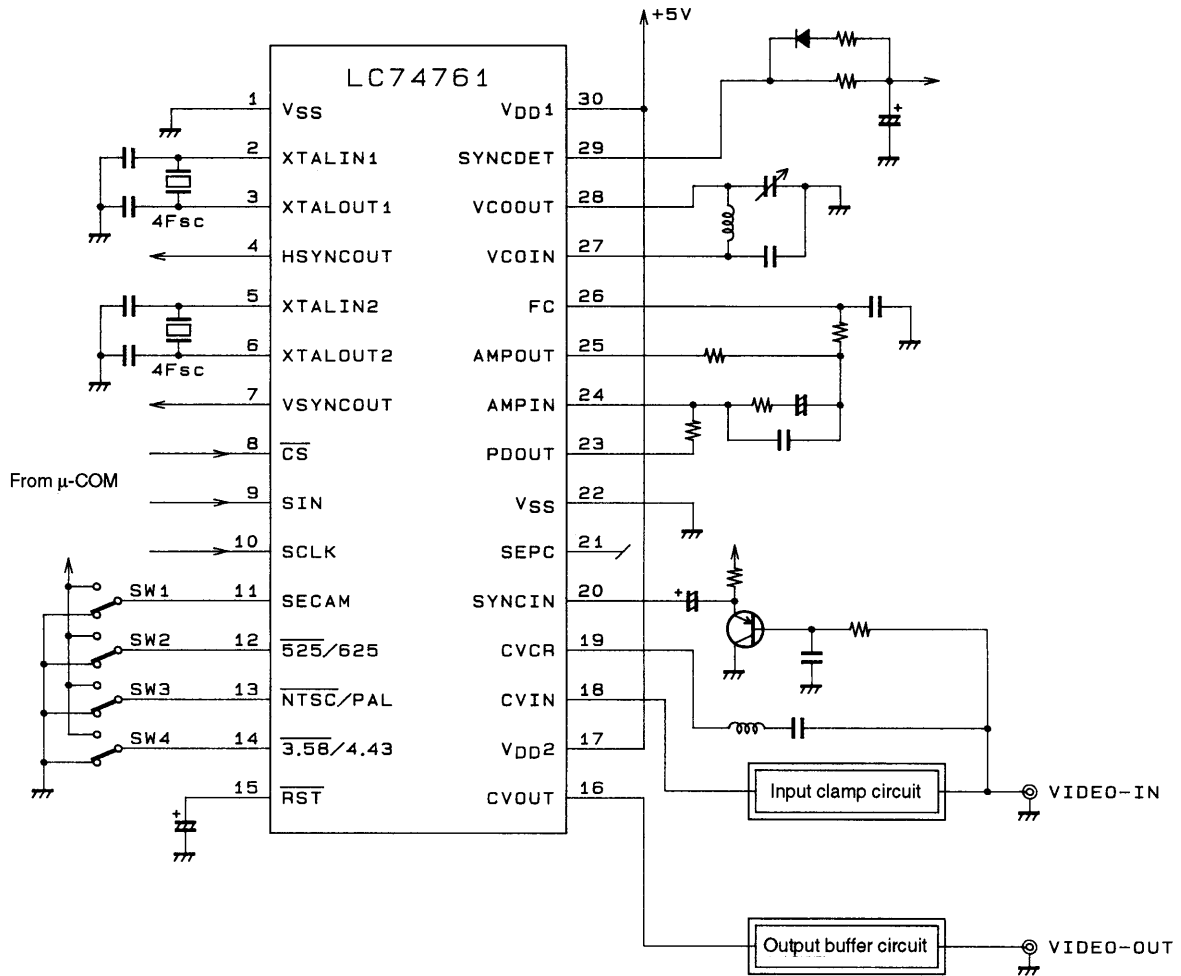 +5V
LC74761
1 VSS
VDD1 30
2 XTALIN1
SYNCDET 29
3 XTALOUT1
4Fsc
VCOOUT 28
4 HSYNCOUT
VCOIN 27
5 XTALIN2
FC 26
6 XTALOUT2
4Fsc
AMPOUT 25
7 VSYNCOUT
AMPIN 24
8 CS
PDOUT 23
From μ-COM
9 SIN
VSS 22
10 SCLK
SEPC 21
SW1 11 SECAM
SYNCIN 20
+
SW2 12 525/625
CVCR 19
SW3 13 NTSC/PAL
CVIN 18
SW4 14 3.58/4.43
VDD2 17
15 RST
+
CVOUT 16
+
Input clamp circuit
VIDEO-IN
Output buffer circuit
VIDEO-OUT